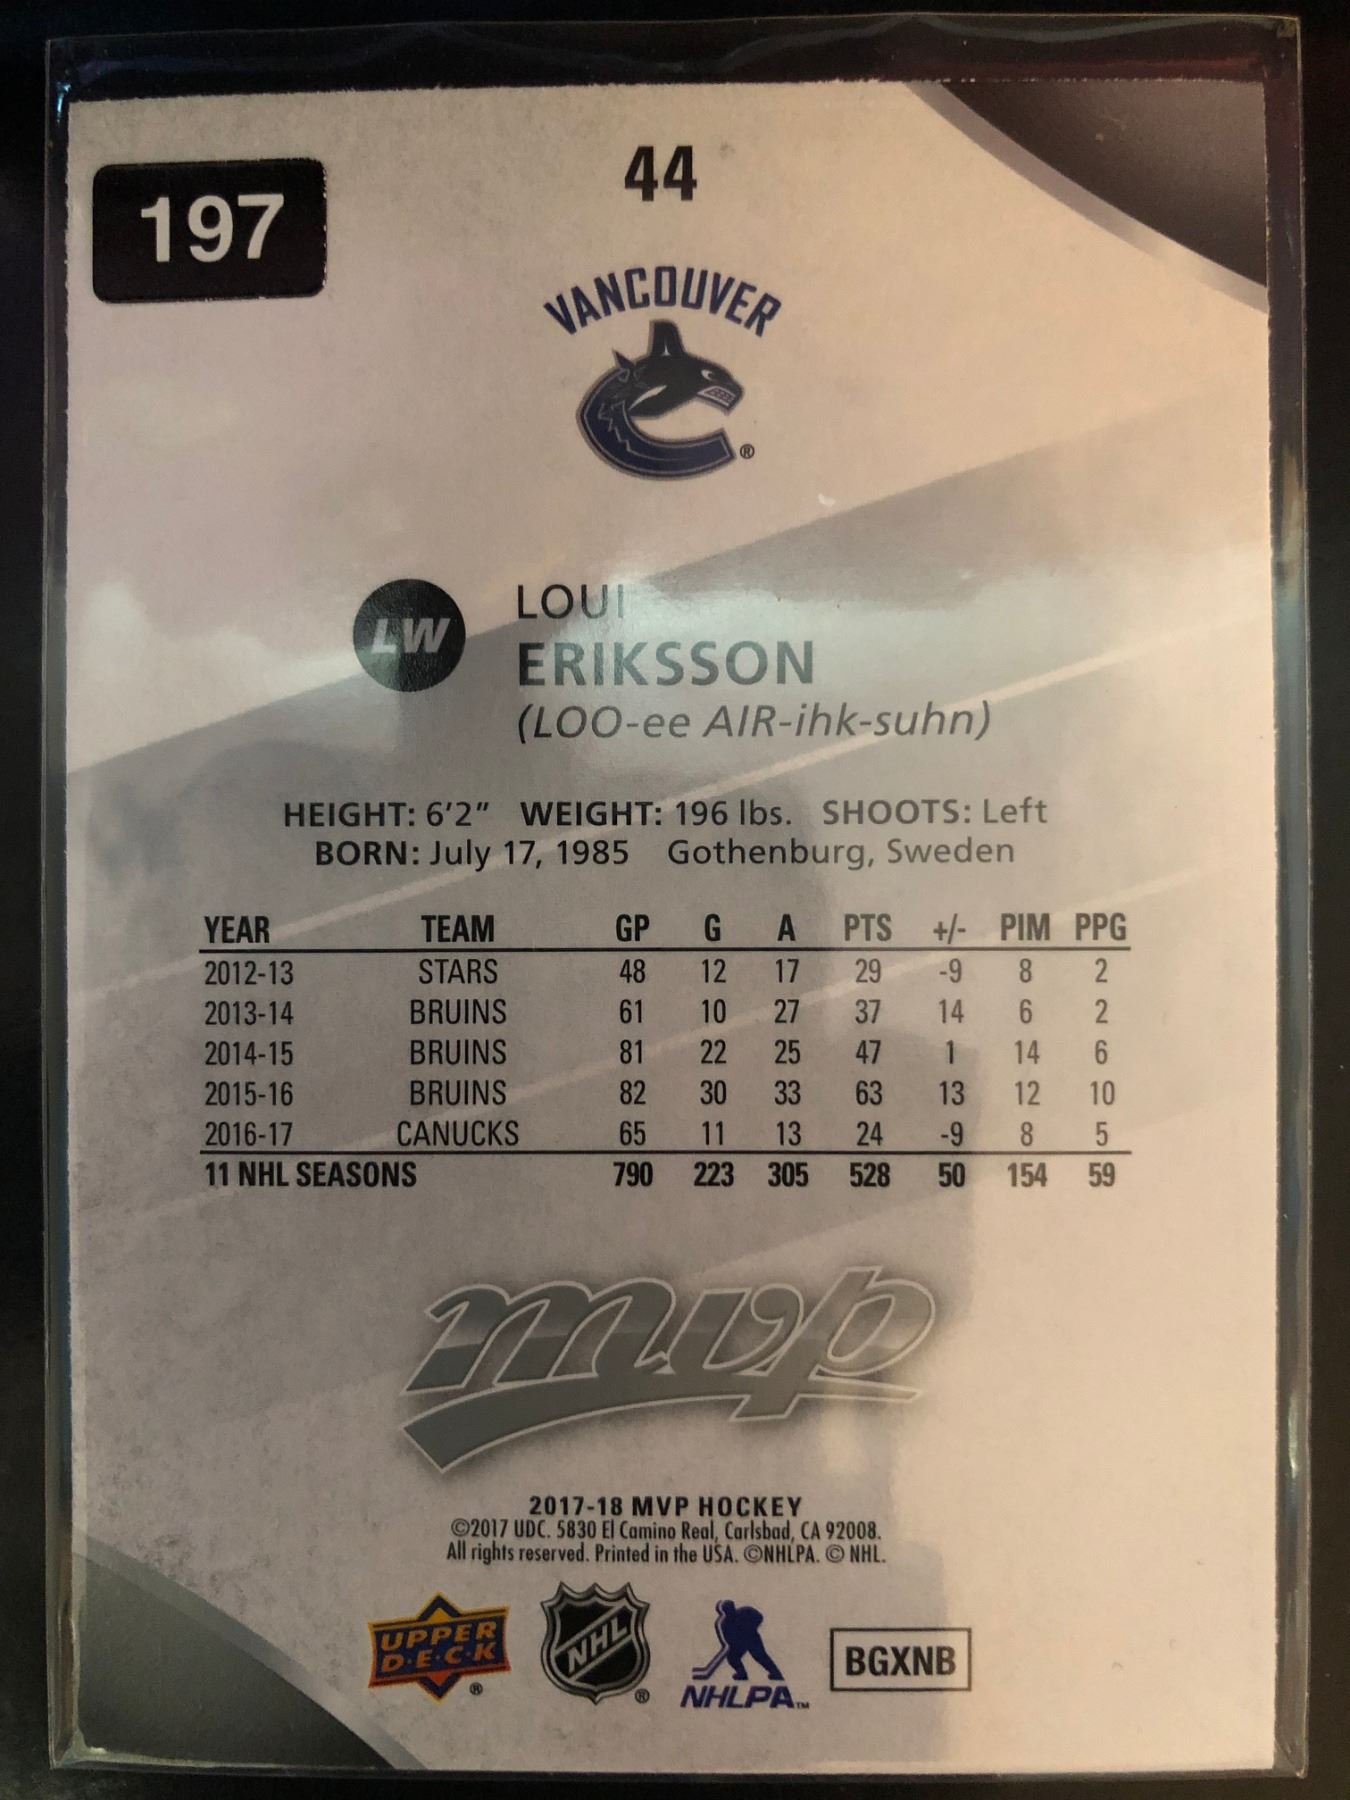 197
44
VANCOUVER
®
LW
LOUI
ERIKSSON
(LOO-ee AIR-ihk-suhn)
HEIGHT: 6'2" WEIGHT: 196 lbs. SHOOTS: Left
BORN: July 17, 1985 Gothenburg, Sweden
YEAR TEAM GP G A PTS +/- PIM PPG
2012-13 STARS 48 12 17 29 -9 8 2
2013-14 BRUINS 61 10 27 37 14 6 2
2014-15 BRUINS 81 22 25 47 1 14 6
2015-16 BRUINS 82 30 33 63 13 12 10
2016-17 CANUCKS 65 11 13 24 -9 8 5
11 NHL SEASONS 790 223 305 528 50 154 59
mvp
2017-18 MVP HOCKEY
©2017 UDC. 5830 El Camino Real, Carlsbad, CA 92008.
All rights reserved. Printed in the USA. ©NHLPA. © NHL.
UPPER
D·E·C·K ®
NHL ®
NHLPA™
BGXNB